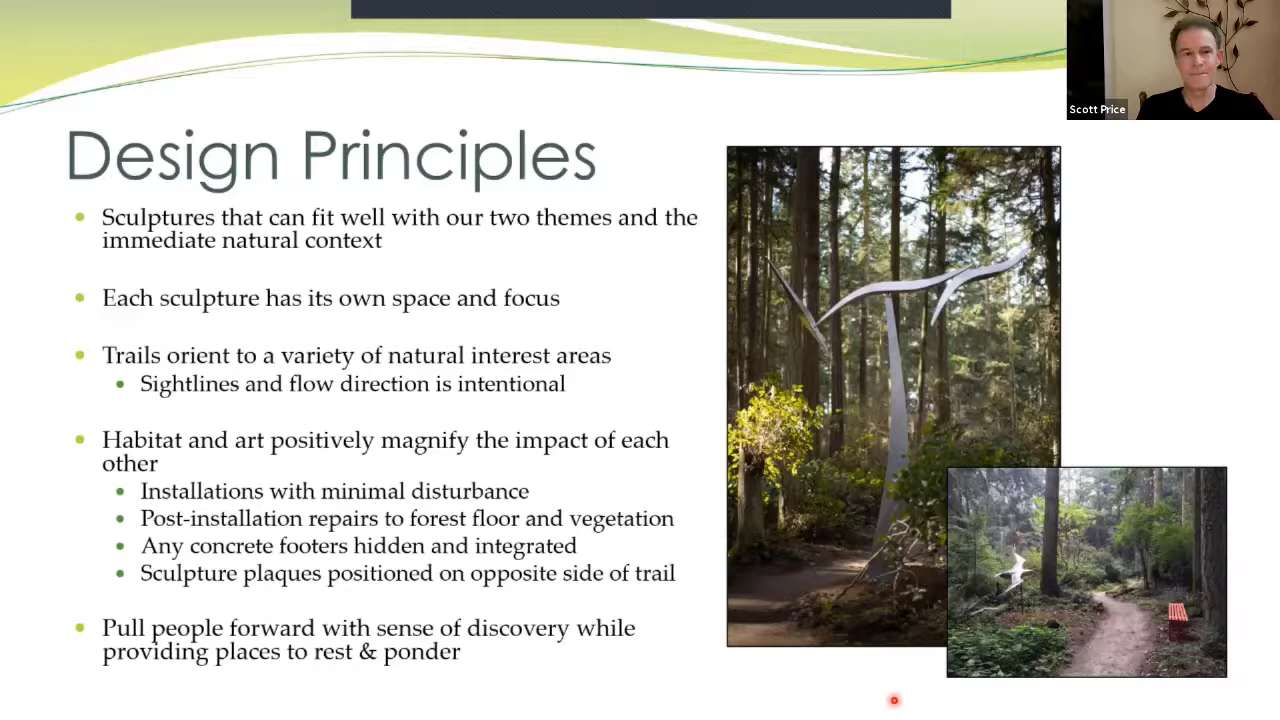 Scott Price
Design Principles
Sculptures that can fit well with our two themes and the
immediate natural context
Each sculpture has its own space and focus
Trails orient to a variety of natural interest areas
Sightlines and flow direction is intentional
Habitat and art positively magnify the impact of each
other
Installations with minimal disturbance
Post-installation repairs to forest floor and vegetation
Any concrete footers hidden and integrated
Sculpture plaques positioned on opposite side of trail
Pull people forward with sense of discovery while
providing places to rest & ponder